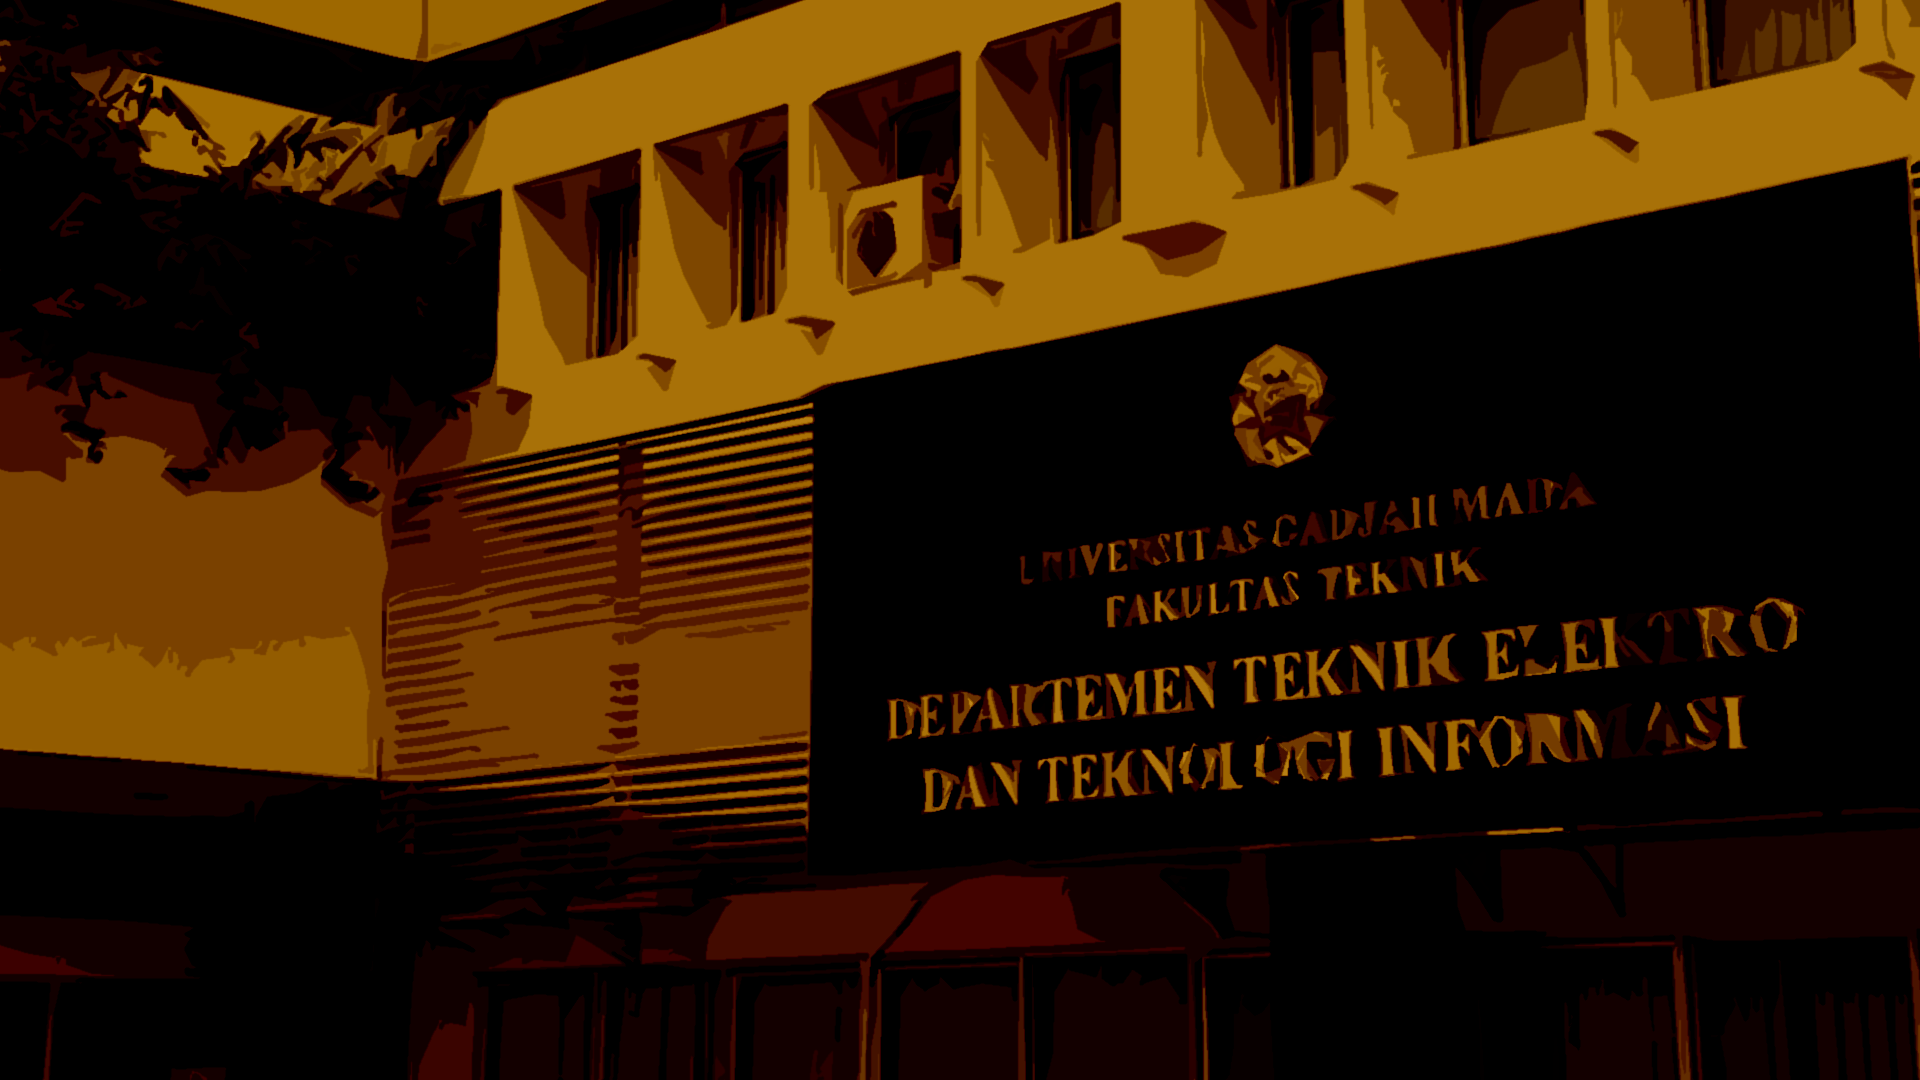 UNIVERSITAS GADJAH MADA
FAKULTAS TEKNIK
DEPARTEMEN TEKNIK ELEKTRO
DAN TEKNOLOGI INFORMASI